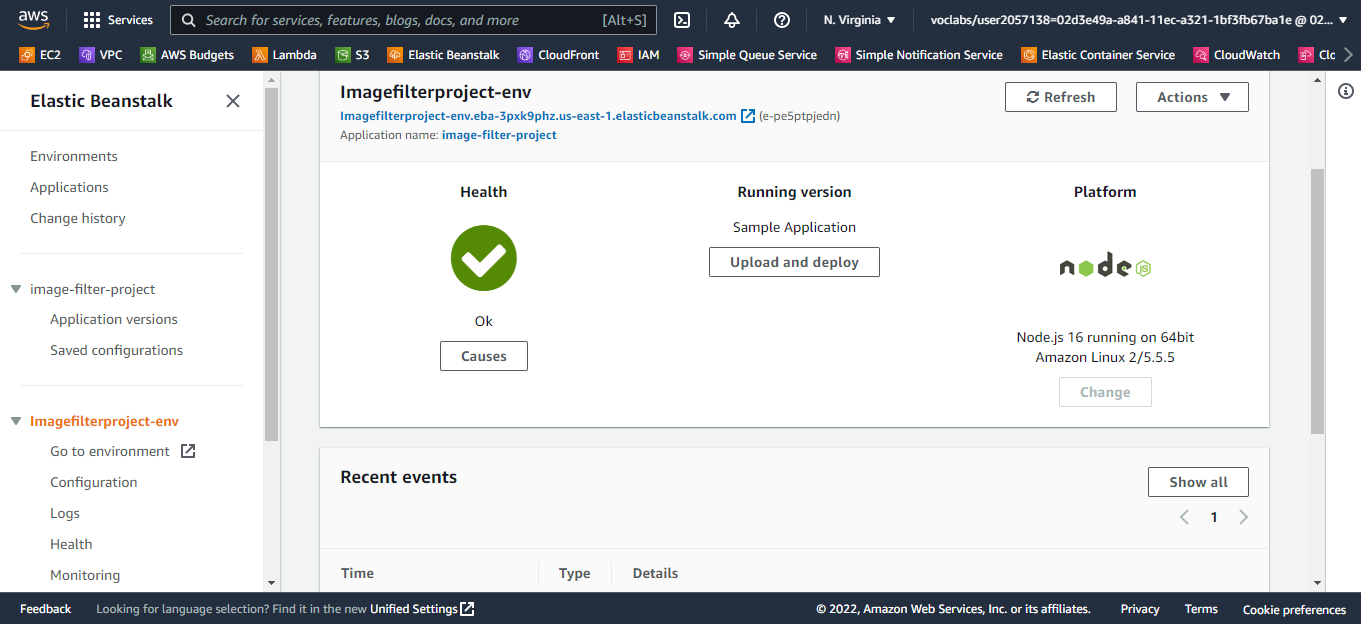 aws
Services
Search for services, features, blogs, docs, and more [Alt+S]
N. Virginia ▼
voclabs/user2057138=02d3e49a-a841-11ec-a321-1bf3fb67ba1e @ 02... ▼
EC2 VPC AWS Budgets Lambda S3 Elastic Beanstalk CloudFront IAM Simple Queue Service Simple Notification Service Elastic Container Service CloudWatch Clo
Elastic Beanstalk
Environments
Applications
Change history
image-filter-project
Application versions
Saved configurations
Imagefilterproject-env
Go to environment
Configuration
Logs
Health
Monitoring
Imagefilterproject-env
Imagefilterproject-env.eba-3pxk9phz.us-east-1.elasticbeanstalk.com (e-pe5ptpjedn)
Application name: image-filter-project
Refresh
Actions ▼
Health
Ok
Causes
Running version
Sample Application
Upload and deploy
Platform
node JS
Node.js 16 running on 64bit
Amazon Linux 2/5.5.5
Change
Recent events
Show all
1
Time Type Details
Feedback Looking for language selection? Find it in the new Unified Settings © 2022, Amazon Web Services, Inc. or its affiliates. Privacy Terms Cookie preferences